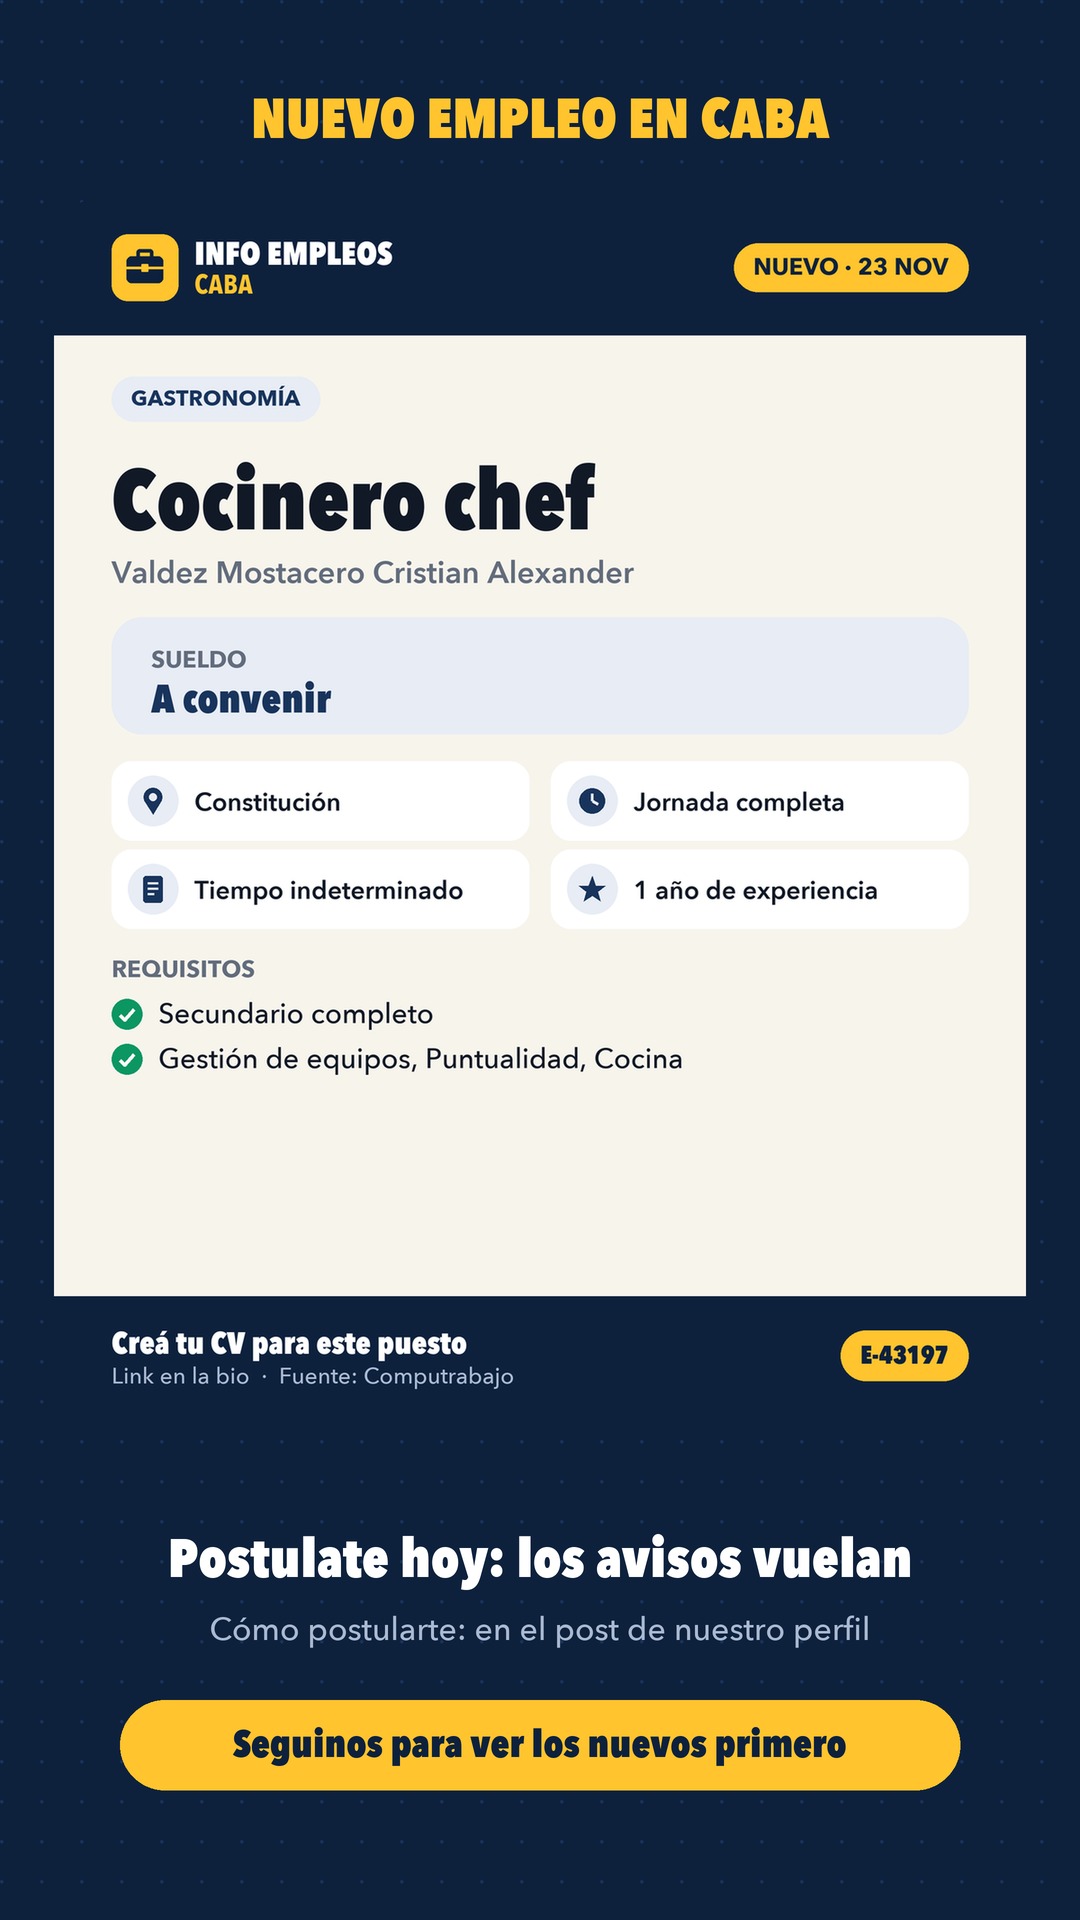 NUEVO EMPLEO EN CABA
INFO EMPLEOS
CABA
NUEVO · 23 NOV
GASTRONOMÍA
Cocinero chef
Valdez Mostacero Cristian Alexander
SUELDO
A convenir
Constitución
Jornada completa
Tiempo indeterminado
1 año de experiencia
REQUISITOS
Secundario completo
Gestión de equipos, Puntualidad, Cocina
Creá tu CV para este puesto
Link en la bio · Fuente: Computrabajo
E-43197
Postulate hoy: los avisos vuelan
Cómo postularte: en el post de nuestro perfil
Seguinos para ver los nuevos primero